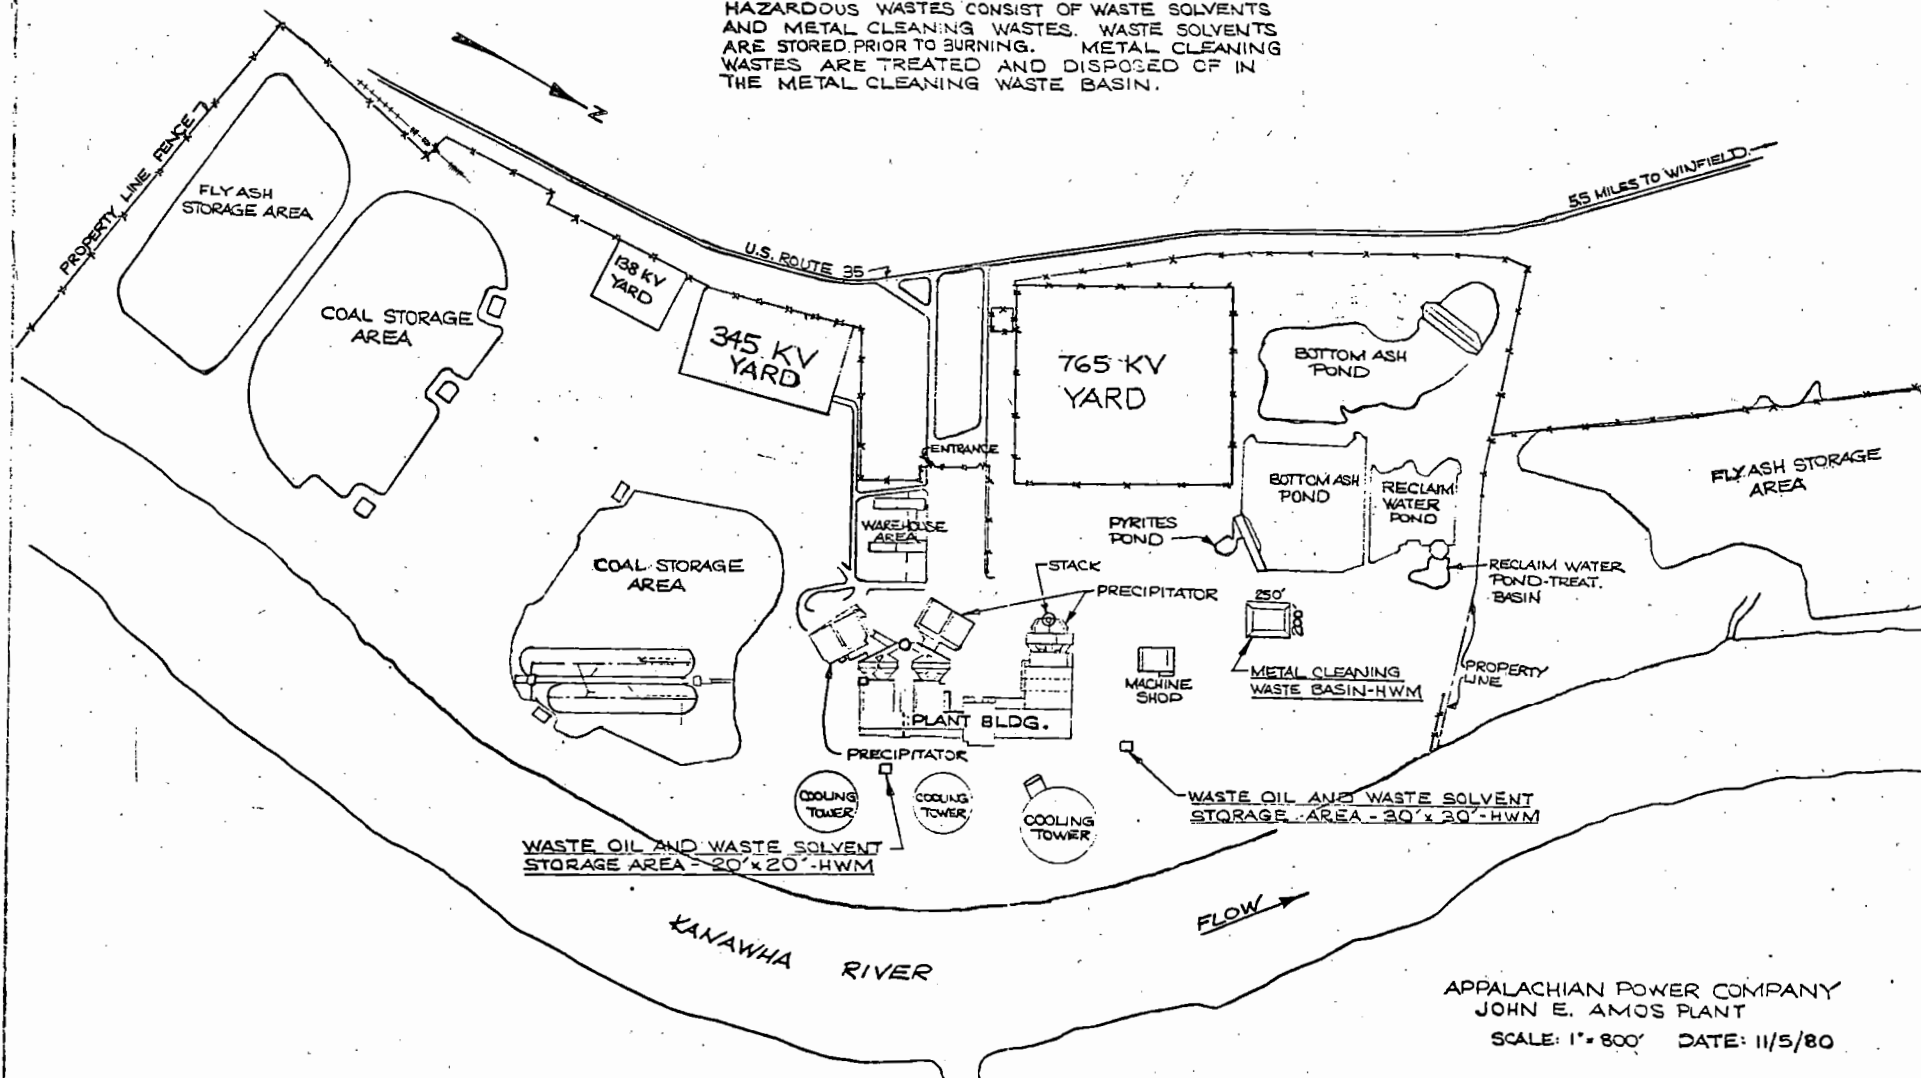 HAZARDOUS WASTES CONSIST OF WASTE SOLVENTS
AND METAL CLEANING WASTES. WASTE SOLVENTS
ARE STORED PRIOR TO BURNING. METAL CLEANING
WASTES ARE TREATED AND DISPOSED OF IN
THE METAL CLEANING WASTE BASIN.
N
PROPERTY LINE FENCE
FLY ASH
STORAGE AREA
COAL STORAGE
AREA
138 KV
YARD
345 KV
YARD
U.S. ROUTE 35
5.5 MILES TO WINFIELD
765 KV
YARD
BOTTOM ASH
POND
ENTRANCE
WAREHOUSE
AREA
BOTTOM ASH
POND
RECLAIM
WATER
POND
FLY ASH STORAGE
AREA
PYRITES
POND
STACK
PRECIPITATOR
RECLAIM WATER
POND-TREAT.
BASIN
COAL STORAGE
AREA
250'
200'
METAL CLEANING
WASTE BASIN-HWM
PROPERTY
LINE
MACHINE
SHOP
PLANT BLDG.
PRECIPITATOR
COOLING
TOWER
COOLING
TOWER
COOLING
TOWER
WASTE OIL AND WASTE SOLVENT
STORAGE AREA - 30' x 30'-HWM
WASTE OIL AND WASTE SOLVENT
STORAGE AREA - 20' x 20'-HWM
FLOW
KANAWHA RIVER
APPALACHIAN POWER COMPANY
JOHN E. AMOS PLANT
SCALE: 1" = 800' DATE: 11/5/80